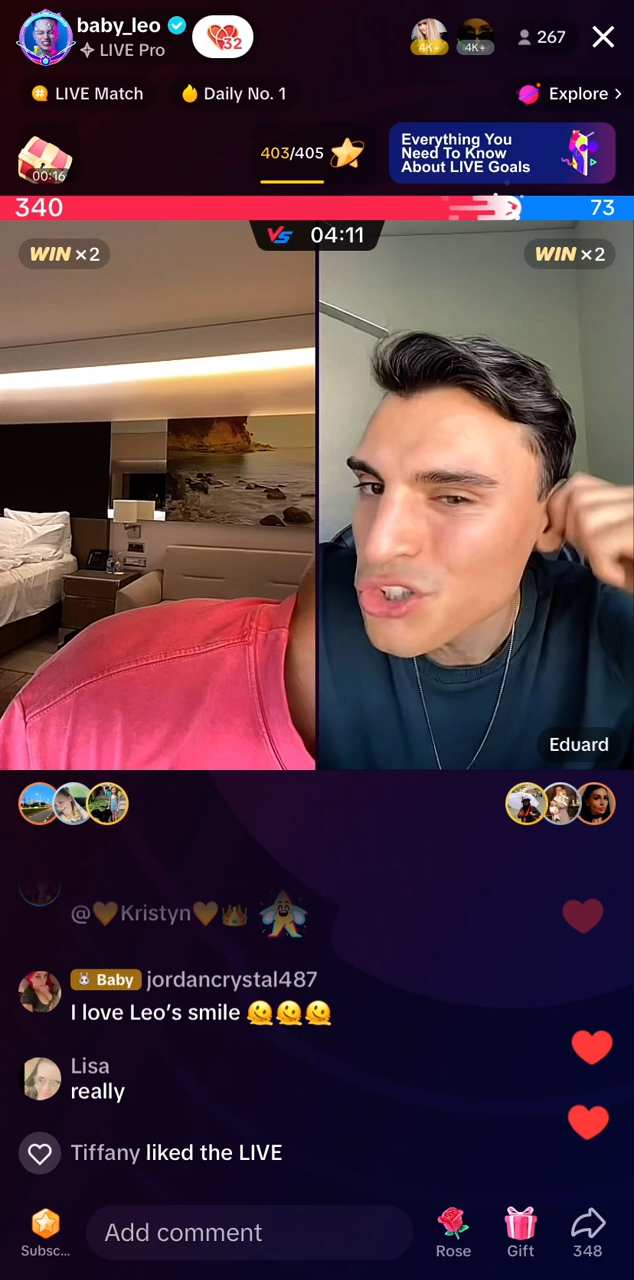 baby_leo
LIVE Pro
32
4K+
4K+
267
LIVE Match
Daily No. 1
Explore >
00:16
403/405
Everything You
Need To Know
About LIVE Goals
340
73
VS 04:11
WIN ×2
WIN ×2
Eduard
@💛Kristyn💛👑
Baby jordancrystal487
I love Leo’s smile 🫠🫠🫠
Lisa
really
Tiffany liked the LIVE
Subsc...
Add comment
Rose
Gift
348